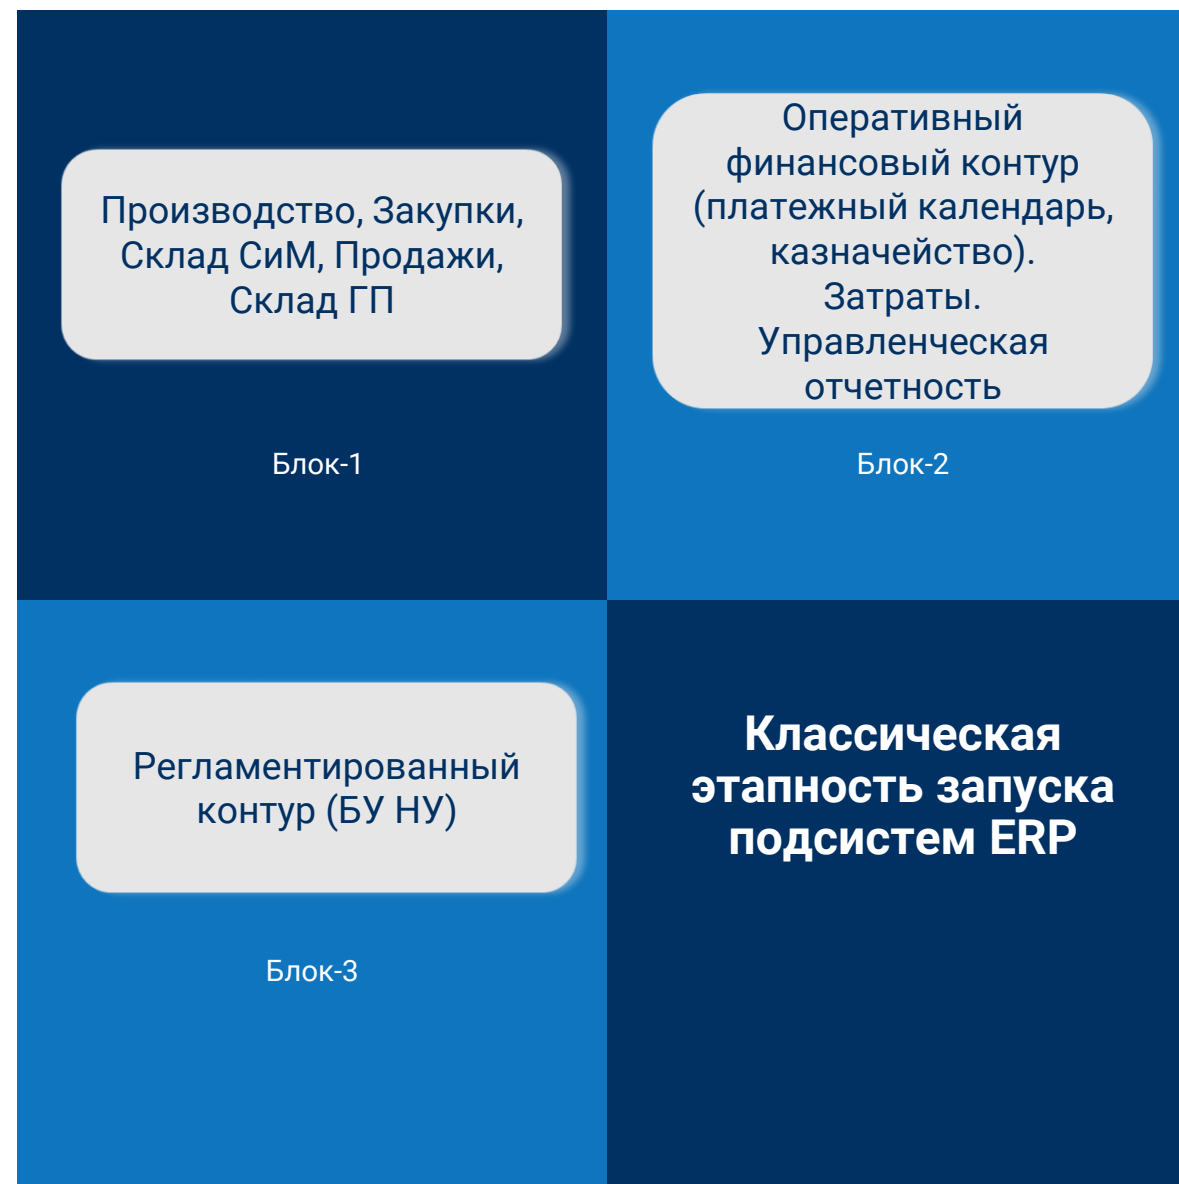 Производство, Закупки,
Склад СиМ, Продажи,
Склад ГП
Блок-1
Оперативный
финансовый контур
(платежный календарь,
казначейство).
Затраты.
Управленческая
отчетность
Блок-2
Регламентированный
контур (БУ НУ)
Блок-3
Классическая
этапность запуска
подсистем ERP